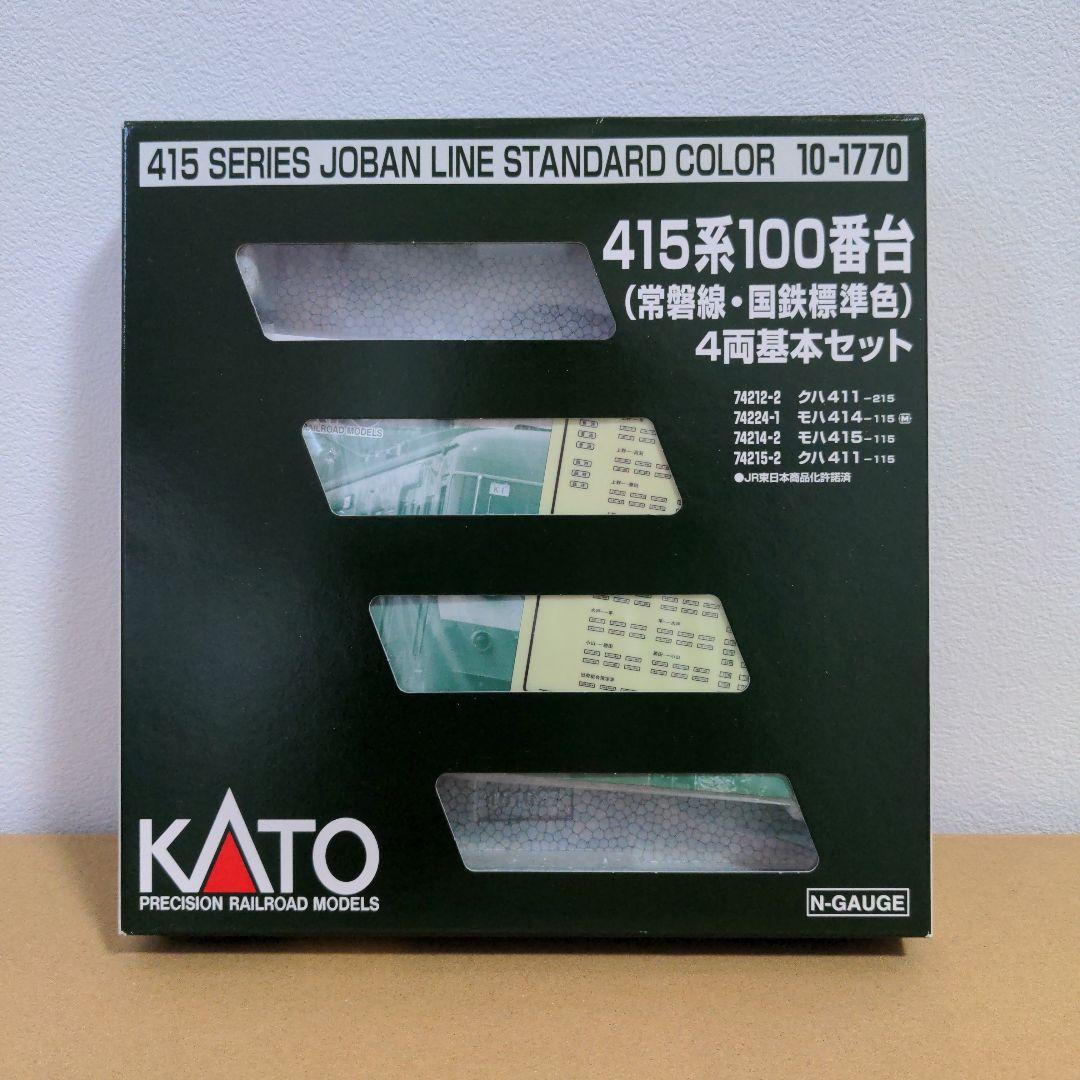 415 SERIES JOBAN LINE STANDARD COLOR 10-1770
415系100番台
(常磐線・国鉄標準色)
4両基本セット
74212-2 クハ411-215
74224-1 モハ414-115 M
74214-2 モハ415-115
74215-2 クハ411-115
●JR東日本商品化許諾済
RAILROAD MODELS
KATO
PRECISION RAILROAD MODELS
N-GAUGE